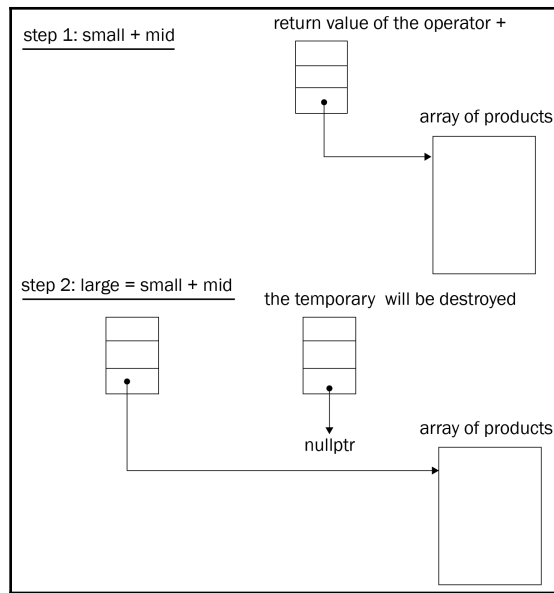 step 1: small + mid
return value of the operator +
array of products
step 2: large = small + mid
the temporary will be destroyed
nullptr
array of products